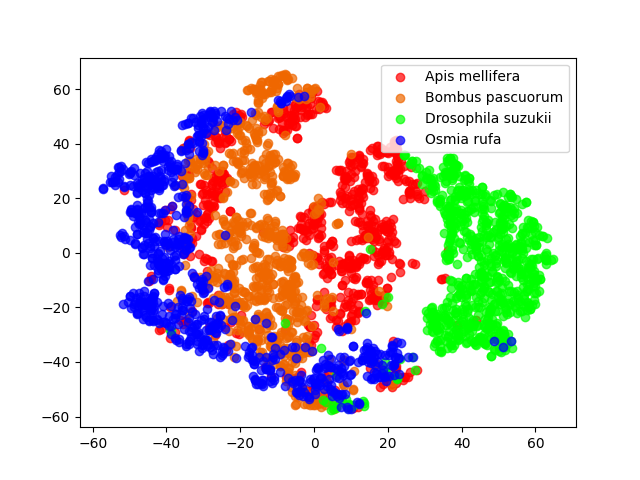 Apis mellifera
Bombus pascuorum
Drosophila suzukii
Osmia rufa
60
40
20
0
−20
−40
−60
−60 −40 −20 0 20 40 60